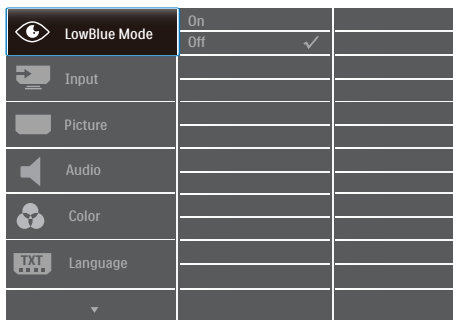 LowBlue Mode
On
Off
Input
Picture
Audio
Color
TXT
Language